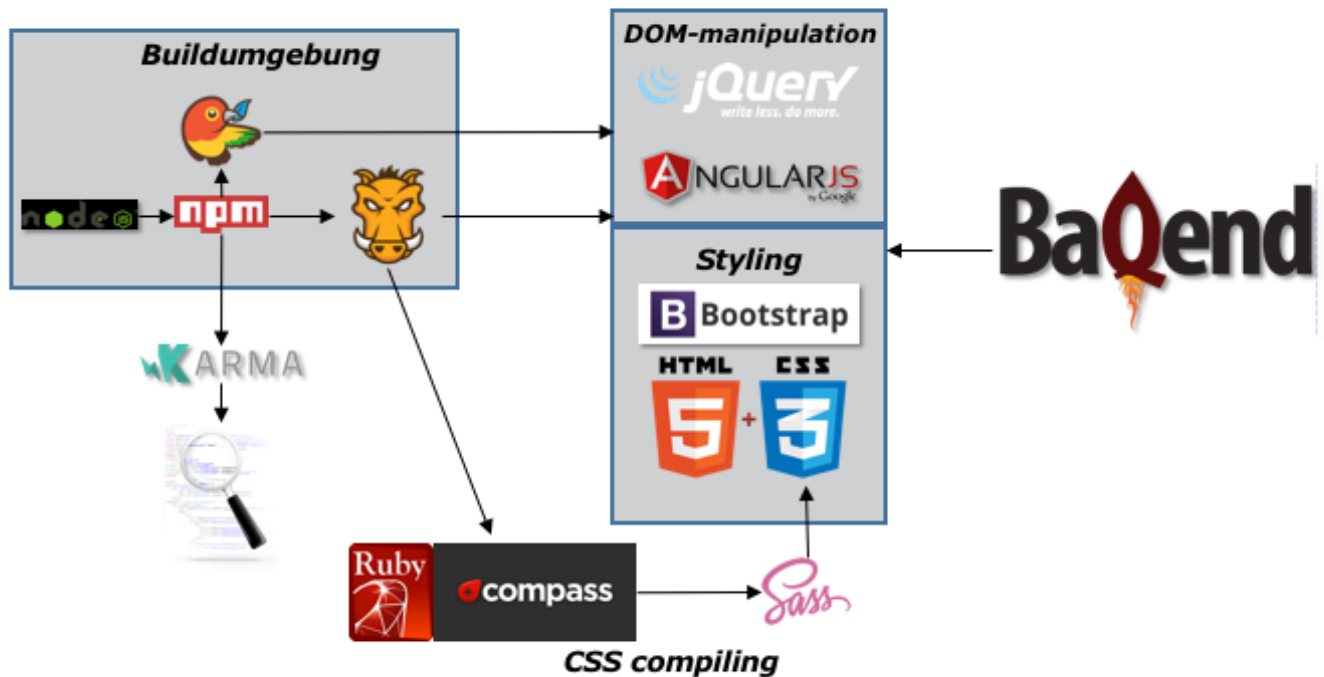 Buildumgebung
DOM-manipulation
jQuery
write less. do more.
ANGULARJS
by Google
node
JS
npm
Styling
BaQend
B Bootstrap
KARMA
HTML
CSS
5 + 3
Ruby
compass
Sass
CSS compiling